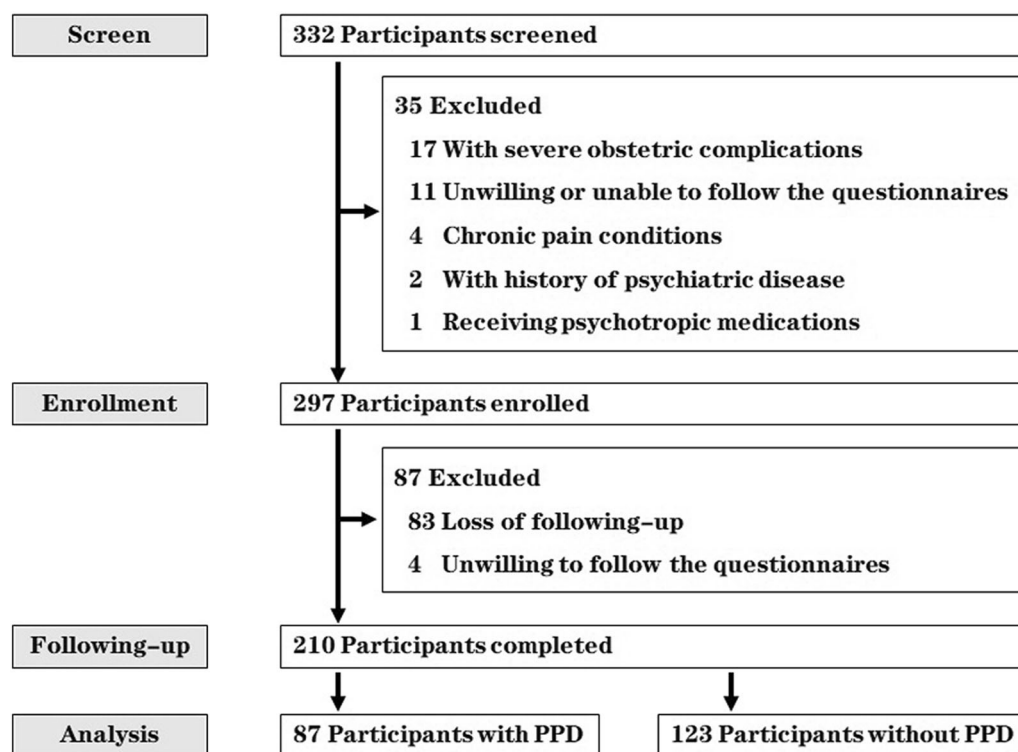 Screen
332 Participants screened
35 Excluded
17 With severe obstetric complications
11 Unwilling or unable to follow the questionnaires
4 Chronic pain conditions
2 With history of psychiatric disease
1 Receiving psychotropic medications
Enrollment
297 Participants enrolled
87 Excluded
83 Loss of following-up
4 Unwilling to follow the questionnaires
Following-up
210 Participants completed
Analysis
87 Participants with PPD
123 Participants without PPD